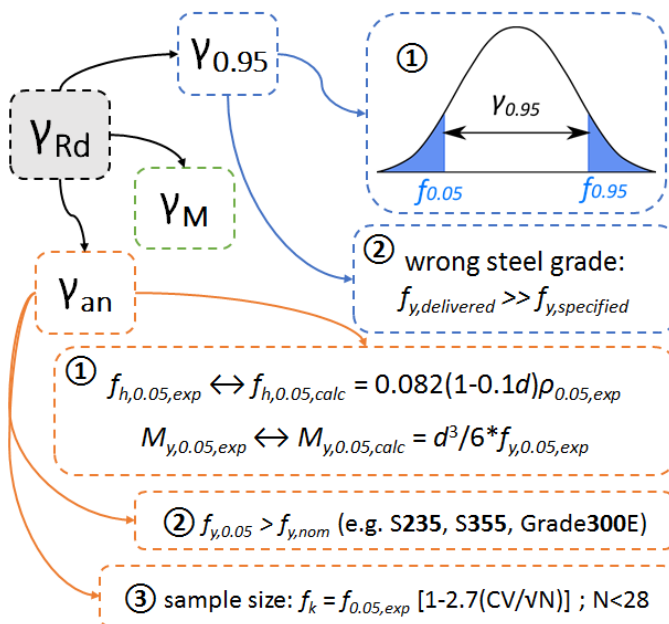 γ0.95
①
γ0.95
γRd
f0.05
f0.95
γM
② wrong steel grade:
fy,delivered >> fy,specified
γan
① fh,0.05,exp ↔ fh,0.05,calc = 0.082(1-0.1d)ρ0.05,exp
My,0.05,exp ↔ My,0.05,calc = d³/6*fy,0.05,exp
② fy,0.05 > fy,nom (e.g. S235, S355, Grade300E)
③ sample size: fk = f0.05,exp [1-2.7(CV/√N)] ; N<28